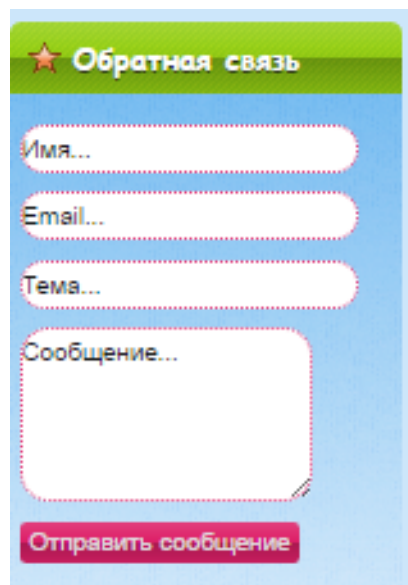 Обратная связь
Имя...
Email...
Тема...
Сообщение...
Отправить сообщение